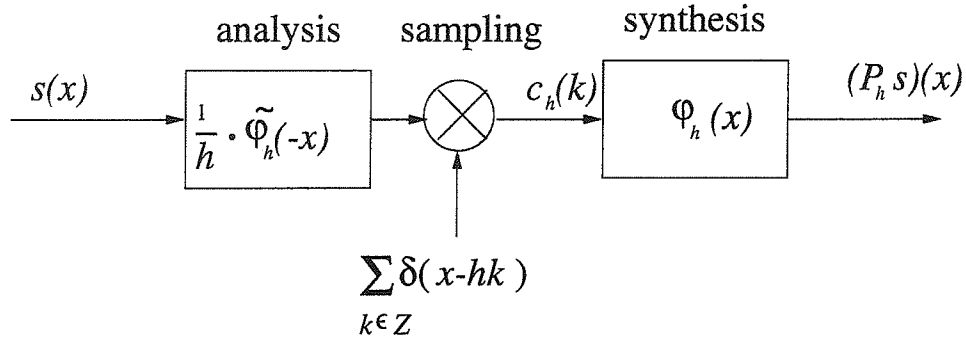 analysis sampling synthesis
s(x) c_h(k) (P_h s)(x)
1/h · φ̃_h(-x) φ_h(x)
∑ δ(x-hk)
k∈Z